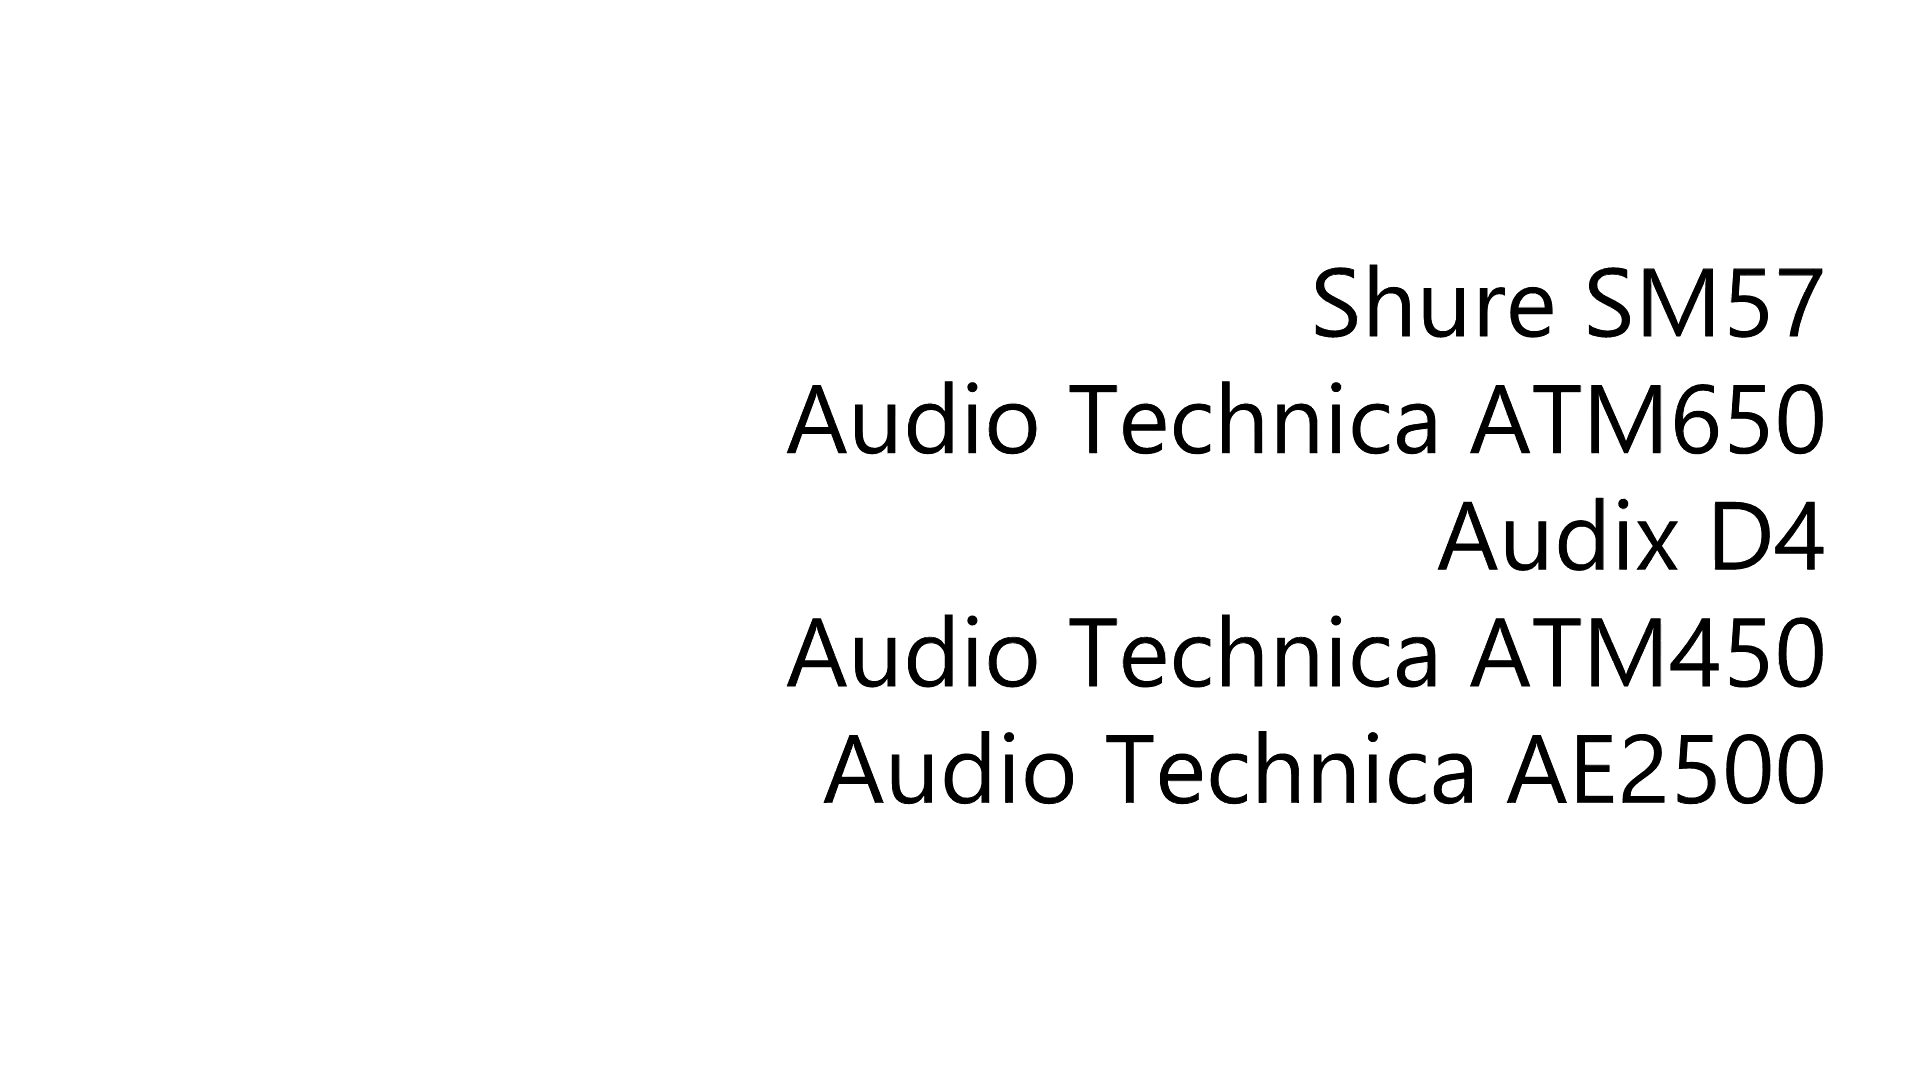 Shure SM57
Audio Technica ATM650
Audix D4
Audio Technica ATM450
Audio Technica AE2500